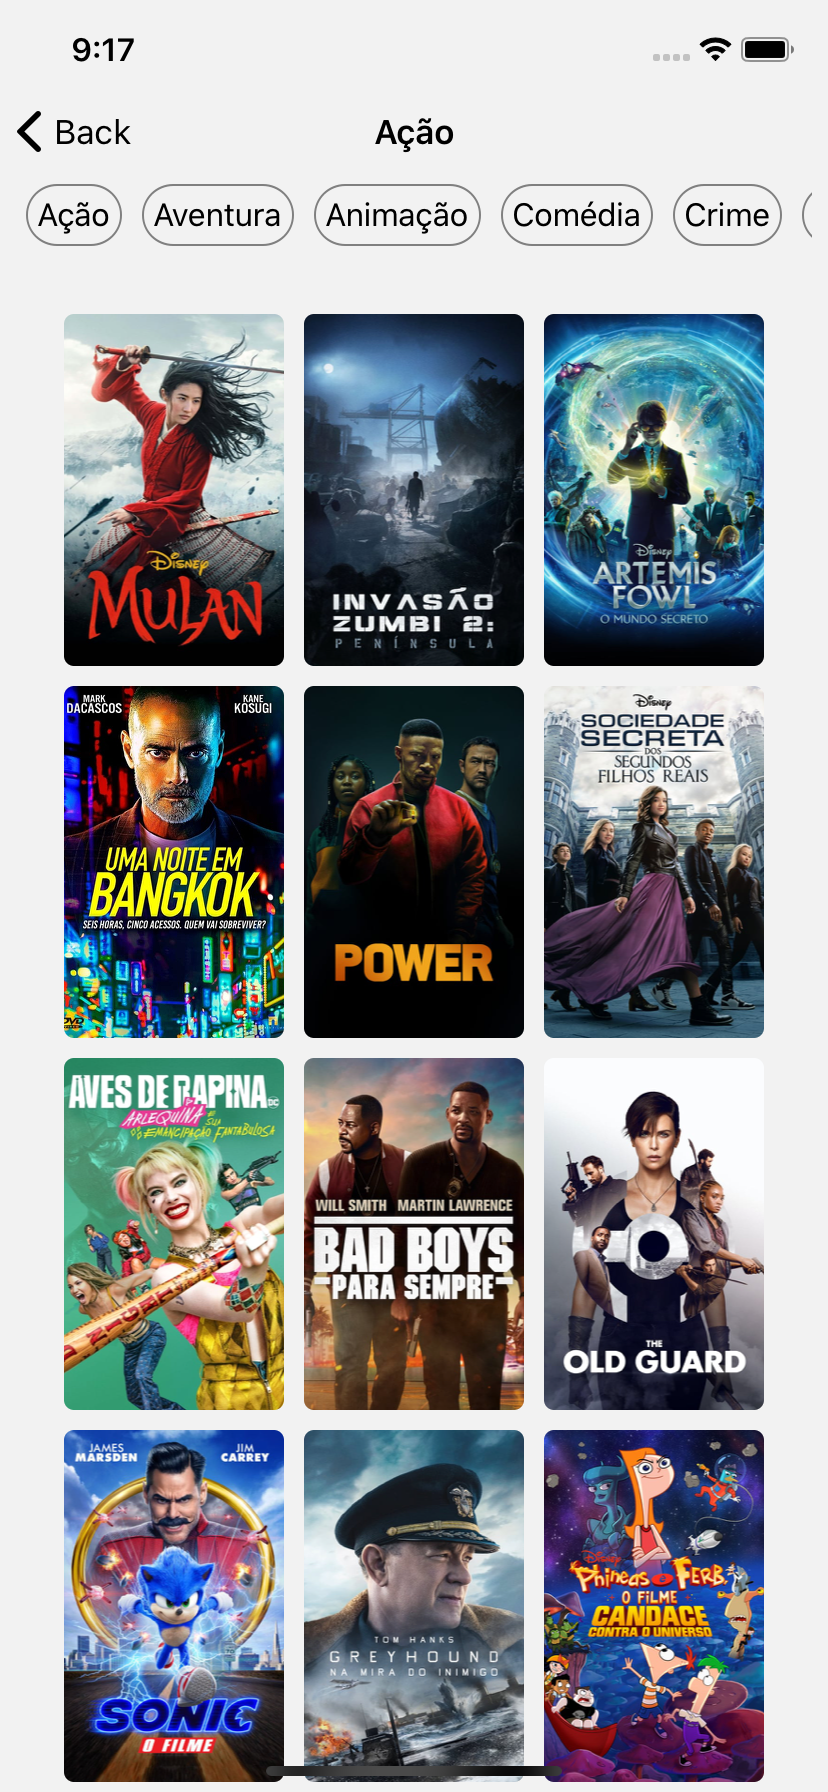 9:17
Back
Ação
Ação
Aventura
Animação
Comédia
Crime
Disney
MULAN
INVASÃO
ZUMBI 2:
PENÍNSULA
Disney
ARTEMIS
FOWL
O MUNDO SECRETO
MARK
DACASCOS
KANE
KOSUGI
UMA NOITE EM
BANGKOK
SEIS HORAS, CINCO ACESSOS. QUEM VAI SOBREVIVER?
DVD
POWER
Disney
SOCIEDADE
SECRETA
DOS
SEGUNDOS
FILHOS REAIS
AVES DE RAPINA
DC
ARLEQUINA E SUA
EMANCIPAÇÃO FANTABULOSA
WILL SMITH MARTIN LAWRENCE
BAD BOYS
PARA SEMPRE
THE
OLD GUARD
JAMES
MARSDEN
JIM
CARREY
SONIC
O FILME
TOM HANKS
GREYHOUND
NA MIRA DO INIMIGO
Disney
Phineas e FERB,
O FILME
CANDACE
CONTRA O UNIVERSO